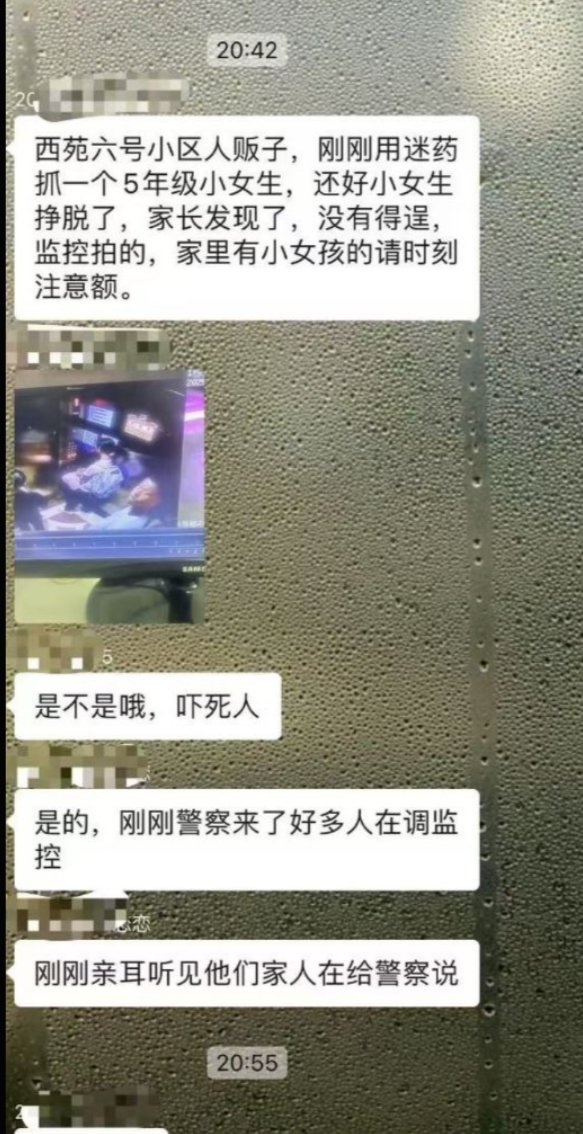 20:42
20
西苑六号小区人贩子，刚刚用迷药
抓一个5年级小女生，还好小女生
挣脱了，家长发现了，没有得逞，
监控拍的，家里有小女孩的请时刻
注意额。
5
是不是哦，吓死人
是的，刚刚警察来了好多人在调监
控
恋
刚刚亲耳听见他们家人在给警察说
20:55
2